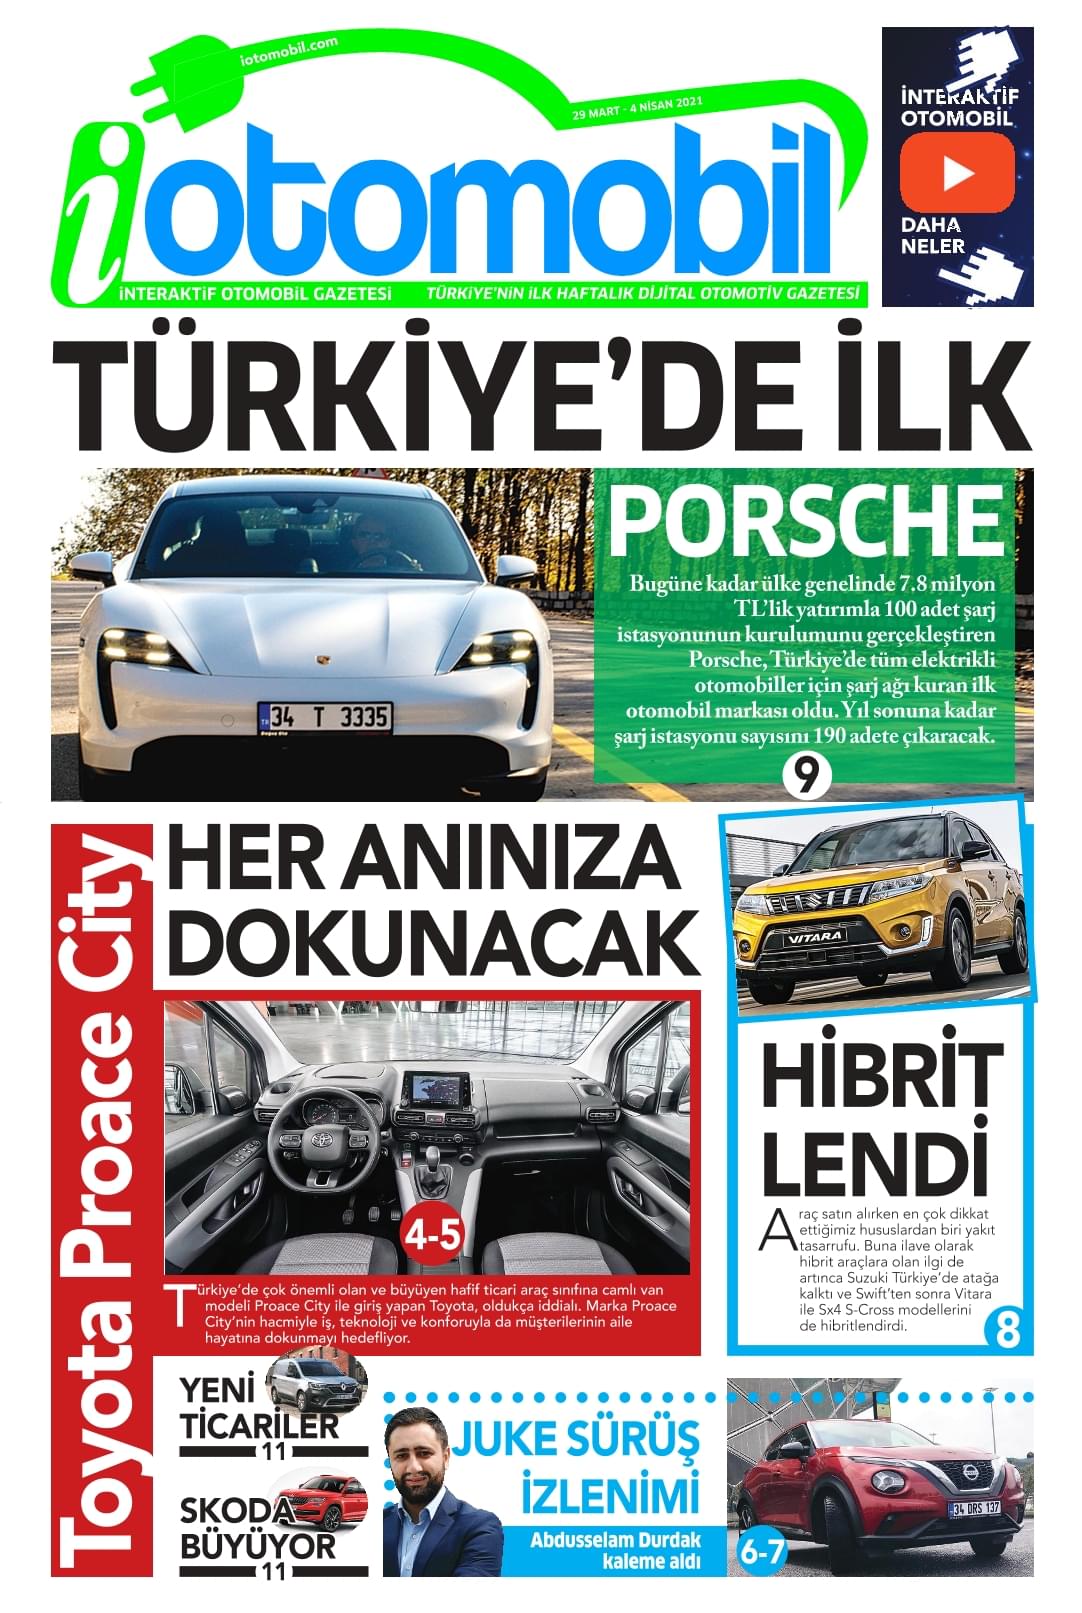 iotomobil.com
29 MART - 4 NİSAN 2021
iotomobil
İNTERAKTİF OTOMOBİL GAZETESİ
TÜRKİYE'NİN İLK HAFTALIK DİJİTAL OTOMOTİV GAZETESİ
İNTERAKTİF
OTOMOBİL
DAHA
NELER
TÜRKİYE'DE İLK
PORSCHE
Bugüne kadar ülke genelinde 7.8 milyon
TL'lik yatırımla 100 adet şarj
istasyonunun kurulumunu gerçekleştiren
Porsche, Türkiye'de tüm elektrikli
otomobiller için şarj ağı kuran ilk
otomobil markası oldu. Yıl sonuna kadar
şarj istasyonu sayısını 190 adete çıkaracak.
9
TR 34 T 3335
Doğuş Oto
Toyota Proace City
HER ANINIZA
DOKUNACAK
4-5
Türkiye'de çok önemli olan ve büyüyen hafif ticari araç sınıfına camlı van
modeli Proace City ile giriş yapan Toyota, oldukça iddialı. Marka Proace
City'nin hacmiyle iş, teknoloji ve konforuyla da müşterilerinin aile
hayatına dokunmayı hedefliyor.
VITARA
HİBRİT
LENDİ
Araç satın alırken en çok dikkat
ettiğimiz hususlardan biri yakıt
tasarrufu. Buna ilave olarak
hibrit araçlara olan ilgi de
artınca Suzuki Türkiye'de atağa
kalktı ve Swift'ten sonra Vitara
ile Sx4 S-Cross modellerini
de hibritlendirdi.
8
YENİ
TİCARİLER
11
SKODA
BÜYÜYOR
11
JUKE SÜRÜŞ
İZLENİMİ
Abdusselam Durdak
kaleme aldı
6-7
NISSAN
34 DRS 137